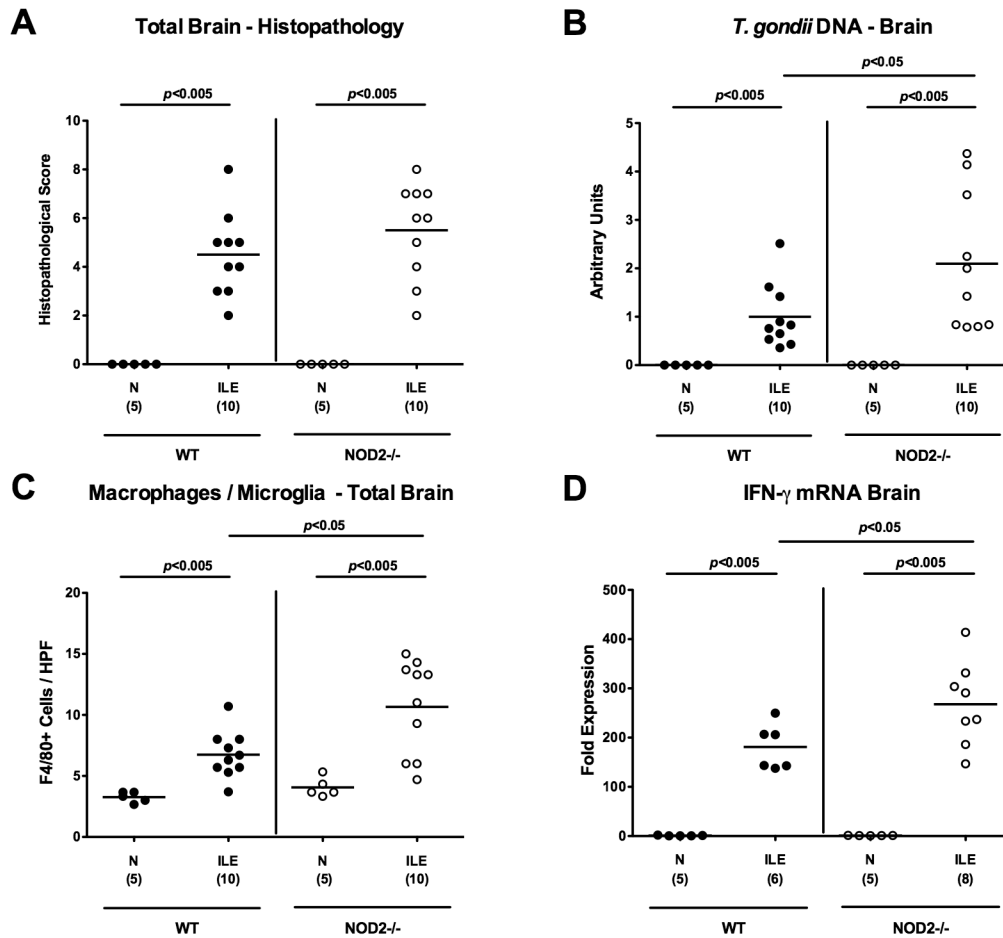 A
Total Brain - Histopathology
p<0.005
p<0.005
Histopathological Score
10
8
6
4
2
0
N
(5)
ILE
(10)
N
(5)
ILE
(10)
WT
NOD2-/-
B
T. gondii DNA - Brain
p<0.05
p<0.005
p<0.005
Arbitrary Units
5
4
3
2
1
0
N
(5)
ILE
(10)
N
(5)
ILE
(10)
WT
NOD2-/-
C
Macrophages / Microglia - Total Brain
p<0.05
p<0.005
p<0.005
F4/80+ Cells / HPF
20
15
10
5
0
N
(5)
ILE
(10)
N
(5)
ILE
(10)
WT
NOD2-/-
D
IFN-γ mRNA Brain
p<0.05
p<0.005
p<0.005
Fold Expression
500
400
300
200
100
0
N
(5)
ILE
(6)
N
(5)
ILE
(8)
WT
NOD2-/-